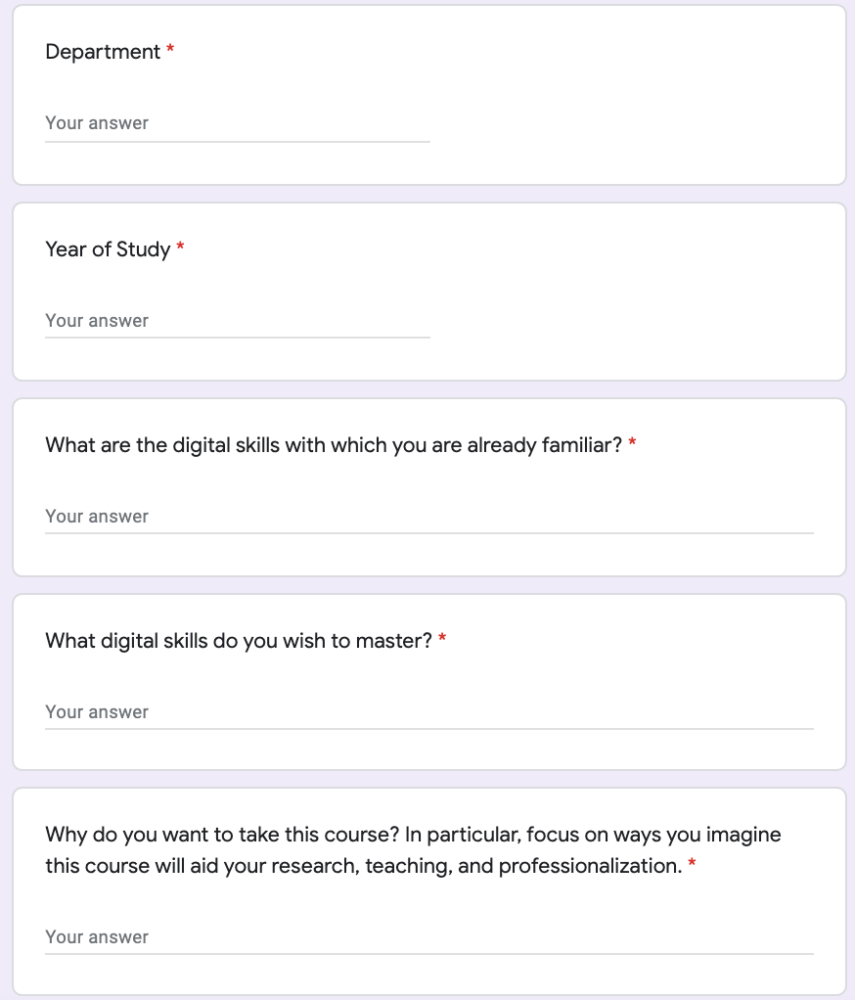 Department *
Your answer
Year of Study *
Your answer
What are the digital skills with which you are already familiar? *
Your answer
What digital skills do you wish to master? *
Your answer
Why do you want to take this course? In particular, focus on ways you imagine
this course will aid your research, teaching, and professionalization. *
Your answer